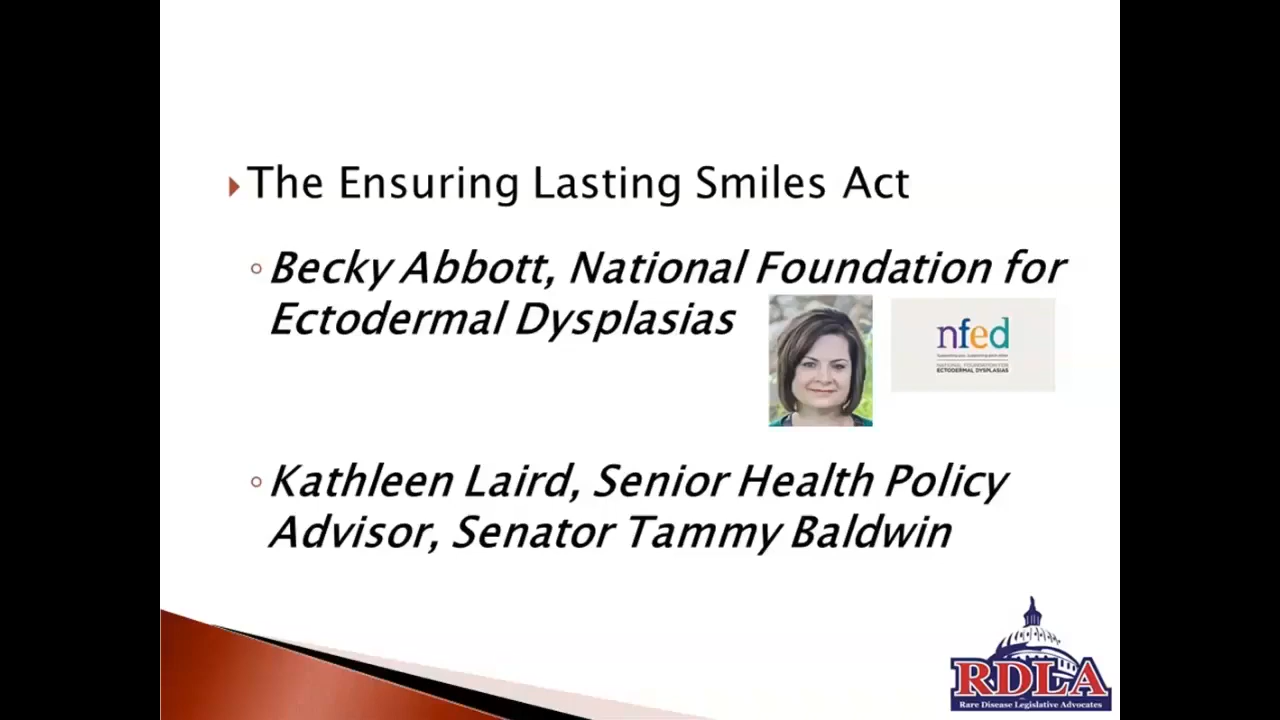 The Ensuring Lasting Smiles Act
Becky Abbott, National Foundation for
Ectodermal Dysplasias
nfed
NATIONAL FOUNDATION FOR
ECTODERMAL DYSPLASIAS
Kathleen Laird, Senior Health Policy
Advisor, Senator Tammy Baldwin
RDLA
Rare Disease Legislative Advocates